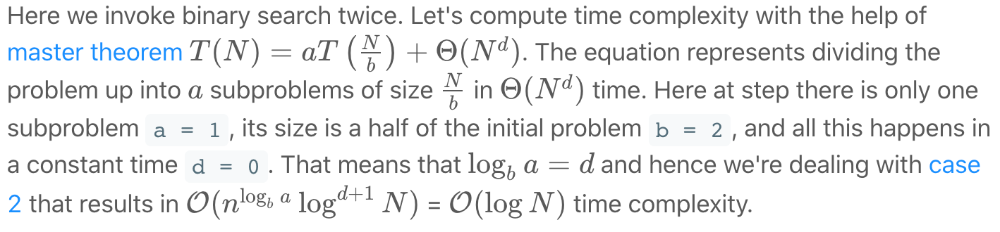 Here we invoke binary search twice. Let's compute time complexity with the help of
master theorem $T(N) = aT\left(\frac{N}{b}\right) + \Theta(N^d)$. The equation represents dividing the
problem up into $a$ subproblems of size $\frac{N}{b}$ in $\Theta(N^d)$ time. Here at step there is only one
subproblem a = 1 , its size is a half of the initial problem b = 2 , and all this happens in
a constant time d = 0 . That means that $\log_b a = d$ and hence we're dealing with case
2 that results in $\mathcal{O}(n^{\log_b a} \log^{d+1} N)$ = $\mathcal{O}(\log N)$ time complexity.